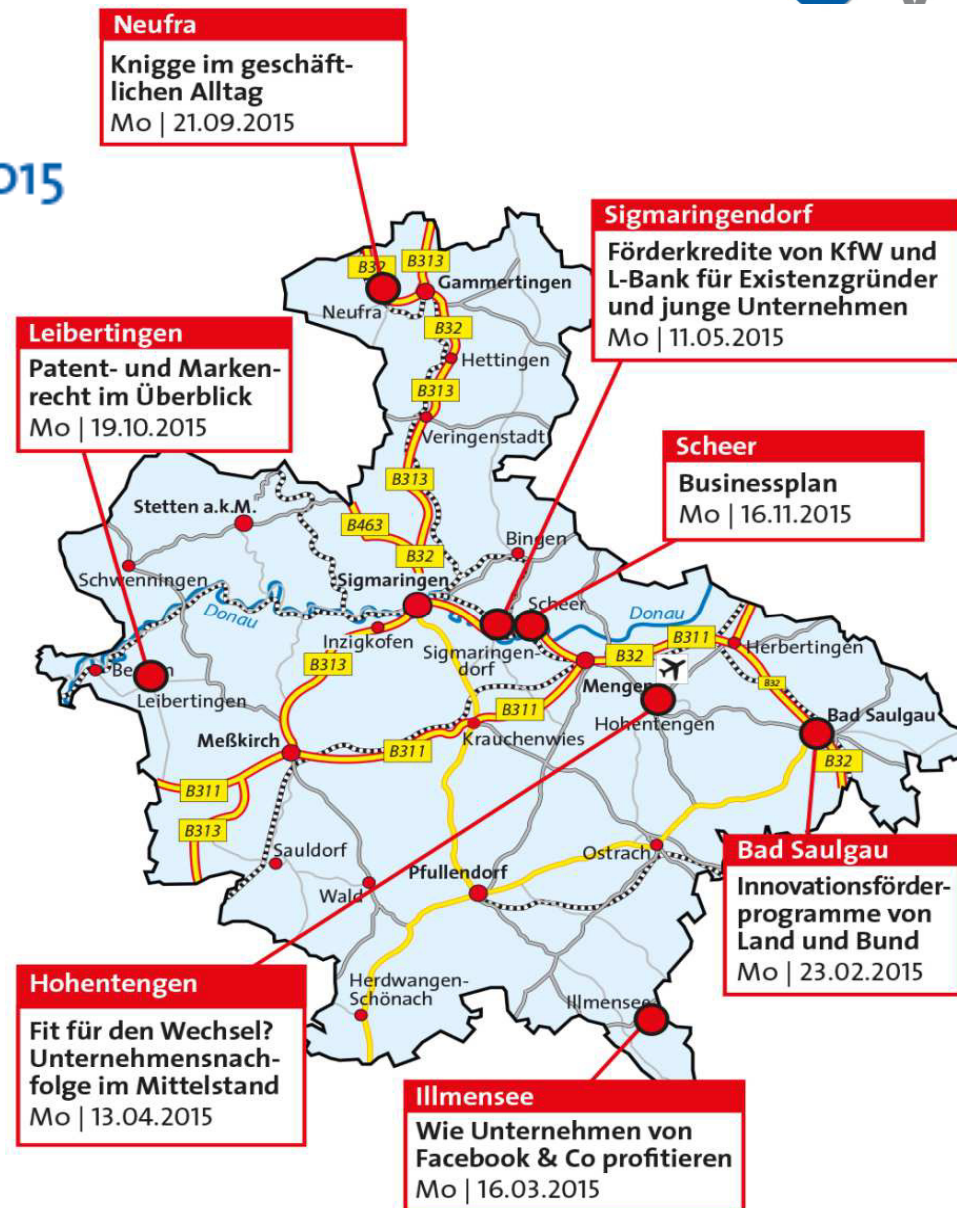 Neufra
Knigge im geschäft-
lichen Alltag
Mo | 21.09.2015
015
Sigmaringendorf
Förderkredite von KfW und
L-Bank für Existenzgründer
und junge Unternehmen
Mo | 11.05.2015
Leibertingen
Patent- und Marken-
recht im Überblick
Mo | 19.10.2015
Scheer
Businessplan
Mo | 16.11.2015
B32
B313
Gammertingen
Neufra
B32
Hettingen
B313
Veringenstadt
B313
Stetten a.k.M.
B463
B32
Bingen
Schwenningen
Sigmaringen
Donau
Scheer
Donau
Inzigkofen
Sigmaringen-
dorf
B311
Herbertingen
B32
B313
Mengen
B32
Leibertingen
Hohentengen
Bad Saulgau
B311
Krauchenwies
Meßkirch
B311
B32
B311
B313
Sauldorf
Ostrach
Wald
Pfullendorf
Bad Saulgau
Innovationsförder-
programme von
Land und Bund
Mo | 23.02.2015
Hohentengen
Fit für den Wechsel?
Unternehmensnach-
folge im Mittelstand
Mo | 13.04.2015
Herdwangen-
Schönach
Illmensee
Illmensee
Wie Unternehmen von
Facebook & Co profitieren
Mo | 16.03.2015